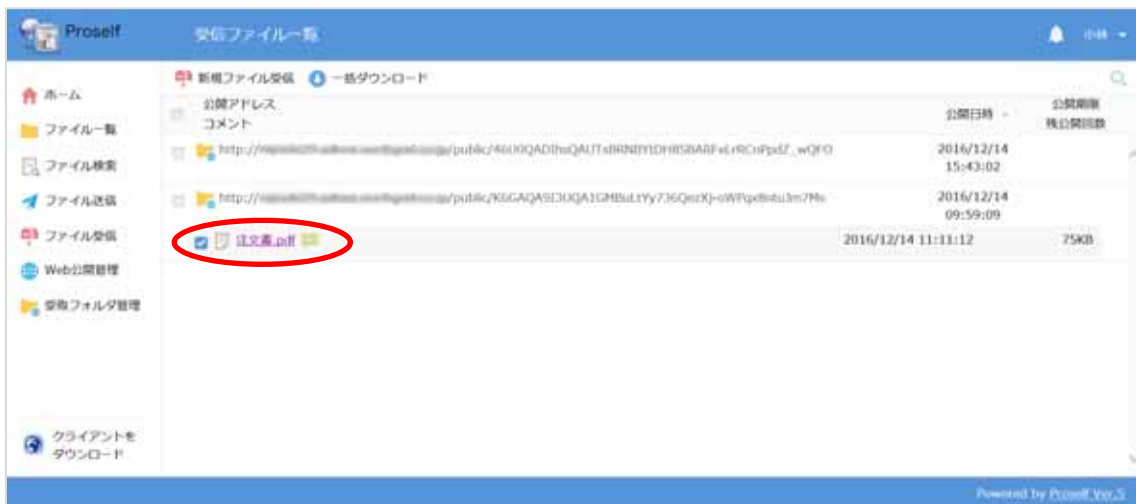 Proself
受信ファイル一覧
小林
新規ファイル受信 一括ダウンロード
公開アドレス
コメント
公開日時
公開期限
残公開回数
http://
2016/12/14
15:43:02
http://
2016/12/14
09:59:09
注文書.pdf 2016/12/14 11:11:12 75KB
ホーム
ファイル一覧
ファイル検索
ファイル送信
ファイル受信
Web公開管理
受取フォルダ管理
クライアントを
ダウンロード
Powered by Proself Ver.5